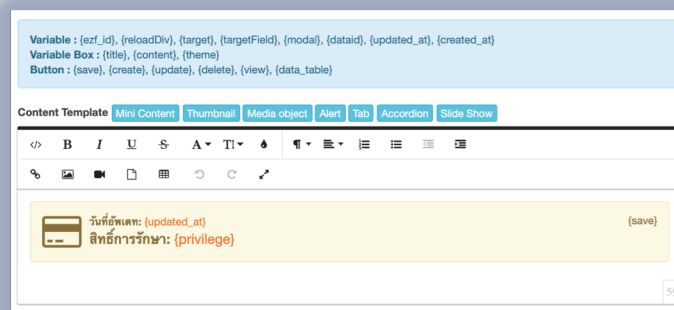 Variable : {ezf_id}, {reloadDiv}, {target}, {targetField}, {modal}, {dataid}, {updated_at}, {created_at}
Variable Box : {title}, {content}, {theme}
Button : {save}, {create}, {update}, {delete}, {view}, {data_table}
Content Template Mini Content Thumbnail Media object Alert Tab Accordion Slide Show
</> B I U S A TI ¶
วันที่อัพเดท: {updated_at} {save}
สิทธิ์การรักษา: {privilege}